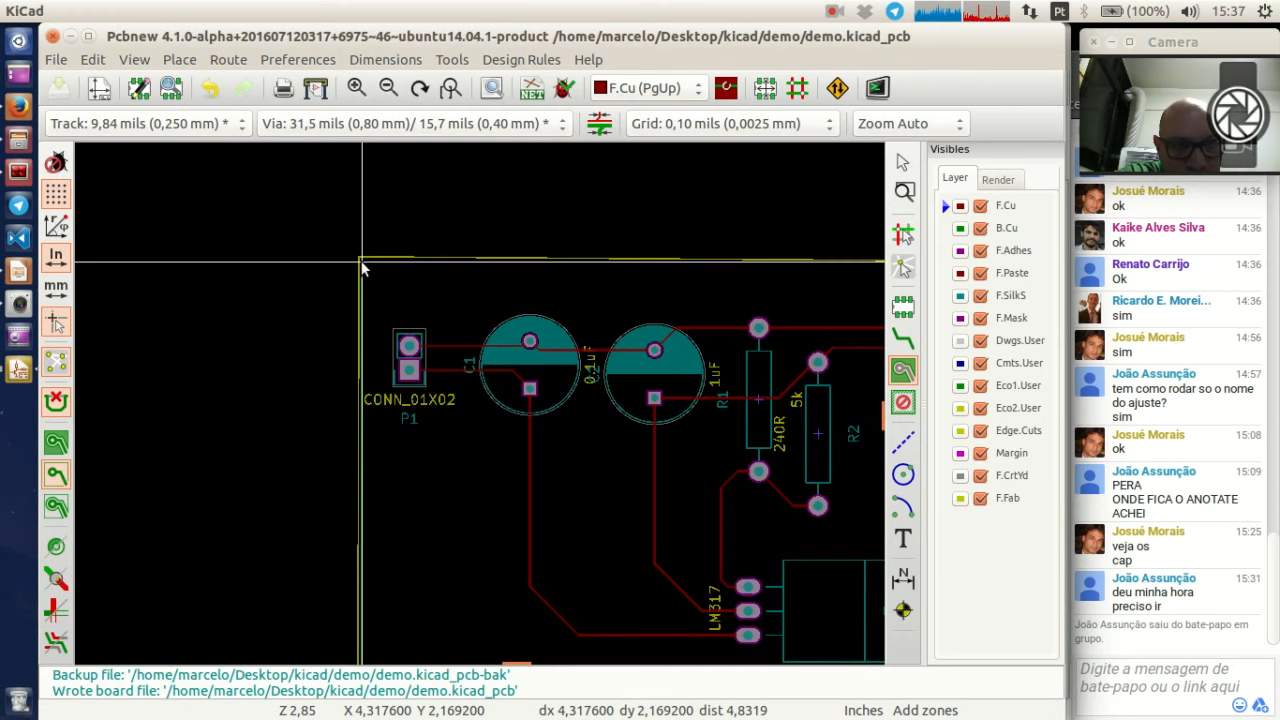 KiCad
Pt
(100%)
15:37
Pcbnew 4.1.0-alpha+201607120317+6975~46~ubuntu14.04.1-product /home/marcelo/Desktop/kicad/demo/demo.kicad_pcb
Camera
File Edit View Place Route Preferences Dimensions Tools Design Rules Help
NET
F.Cu (PgUp)
Track: 9,84 mils (0,250 mm) *
Via: 31,5 mils (0,80 mm)/ 15,7 mils (0,40 mm) *
Grid: 0,10 mils (0,0025 mm)
Zoom Auto
Visibles
Layer
Render
F.Cu
B.Cu
F.Adhes
F.Paste
F.SilkS
F.Mask
Dwgs.User
Cmts.User
Eco1.User
Eco2.User
Edge.Cuts
Margin
F.CrtYd
F.Fab
In
mm
T
N
CONN_01X02
P1
C1
0.1uF
1uF
R1
240R
5k
R2
LM317
Josué Morais 14:36
ok
Kaike Alves Silva 14:36
ok
Renato Carrijo 14:36
Ok
Ricardo E. Morei... 14:36
sim
Josué Morais 14:56
sim
João Assunção 14:57
tem como rodar so o nome
do ajuste?
sim
Josué Morais 15:08
ok
João Assunção 15:09
PERA
ONDE FICA O ANOTATE
ACHEI
Josué Morais 15:25
veja os
cap
João Assunção 15:31
deu minha hora
preciso ir
João Assunção saiu do bate-papo em
grupo.
Digite a mensagem de
bate-papo ou o link aqui
Backup file: '/home/marcelo/Desktop/kicad/demo/demo.kicad_pcb-bak'
Wrote board file: '/home/marcelo/Desktop/kicad/demo/demo.kicad_pcb'
Z 2,85
X 4,317600 Y 2,169200
dx 4,317600 dy 2,169200 dist 4,8319
Inches
Add zones